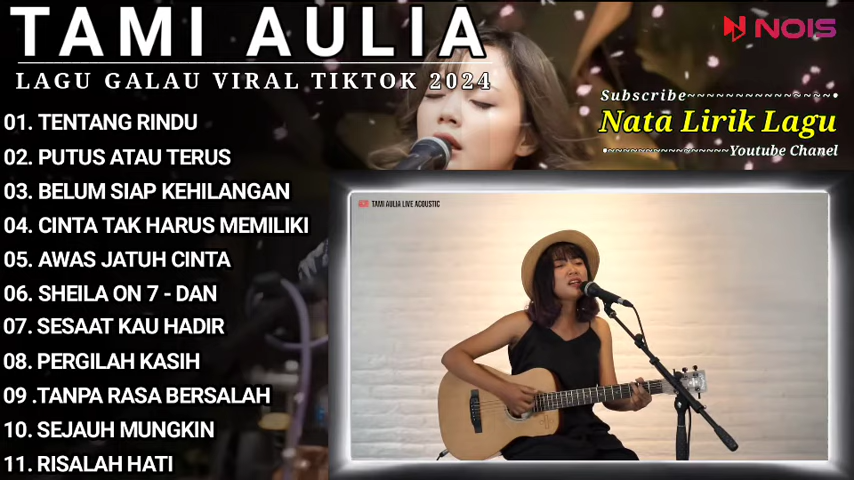 TAMI AULIA
LAGU GALAU VIRAL TIKTOK 2024
01. TENTANG RINDU
02. PUTUS ATAU TERUS
03. BELUM SIAP KEHILANGAN
04. CINTA TAK HARUS MEMILIKI
05. AWAS JATUH CINTA
06. SHEILA ON 7 - DAN
07. SESAAT KAU HADIR
08. PERGILAH KASIH
09 .TANPA RASA BERSALAH
10. SEJAUH MUNGKIN
11. RISALAH HATI
NOIS
Subscribe~~~~~~~~~~~~~~~•
Nata Lirik Lagu
•~~~~~~~~~~~~~~~~Youtube Chanel
TAMI AULIA LIVE ACOUSTIC